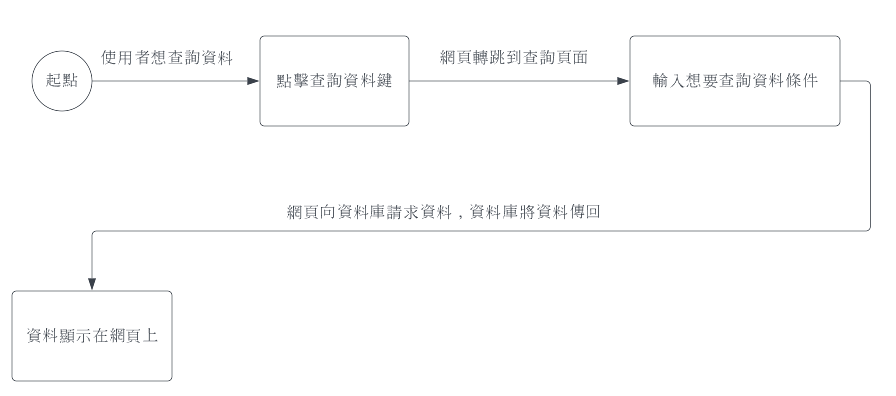 起點
使用者想查詢資料
點擊查詢資料鍵
網頁轉跳到查詢頁面
輸入想要查詢資料條件
網頁向資料庫請求資料，資料庫將資料傳回
資料顯示在網頁上